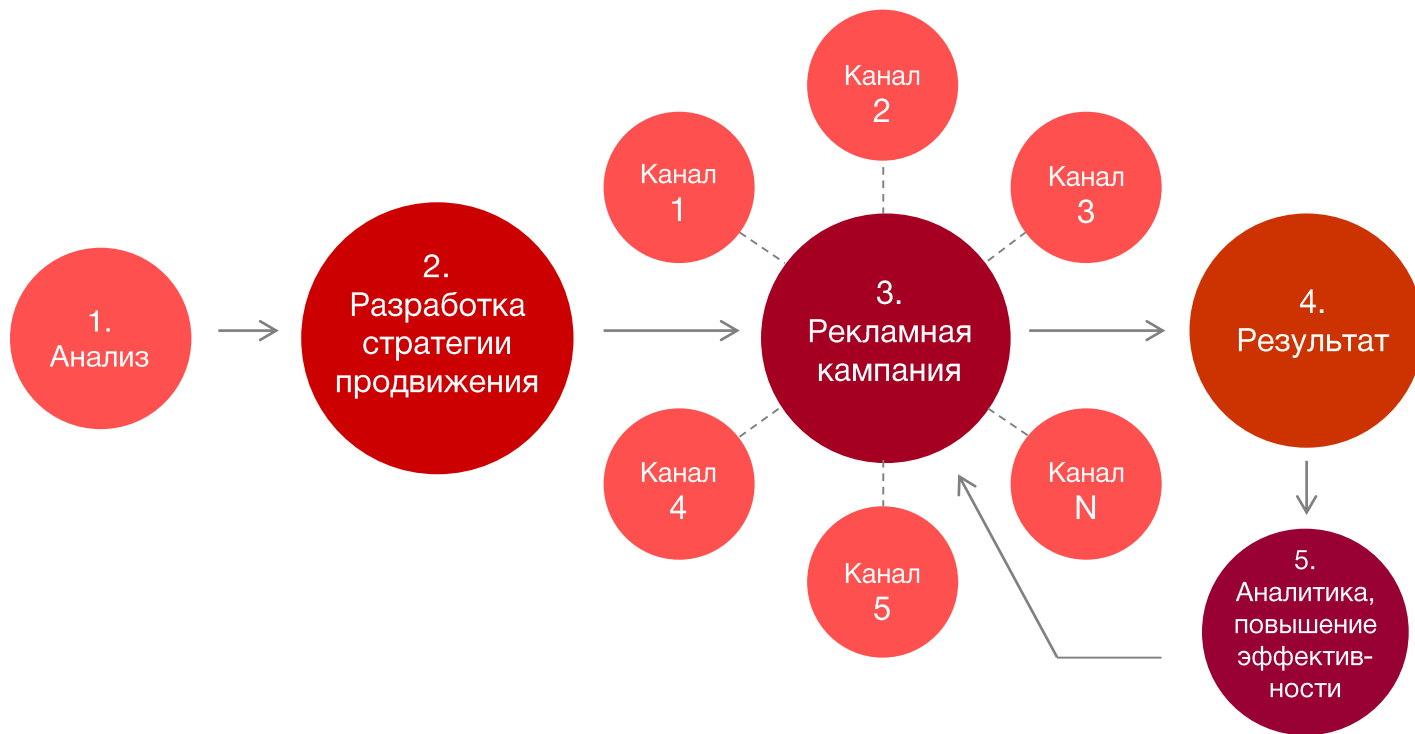 1.
Анализ
2.
Разработка
стратегии
продвижения
Канал
1
Канал
2
Канал
3
3.
Рекламная
кампания
Канал
4
Канал
5
Канал
N
4.
Результат
5.
Аналитика,
повышение
эффектив-
ности